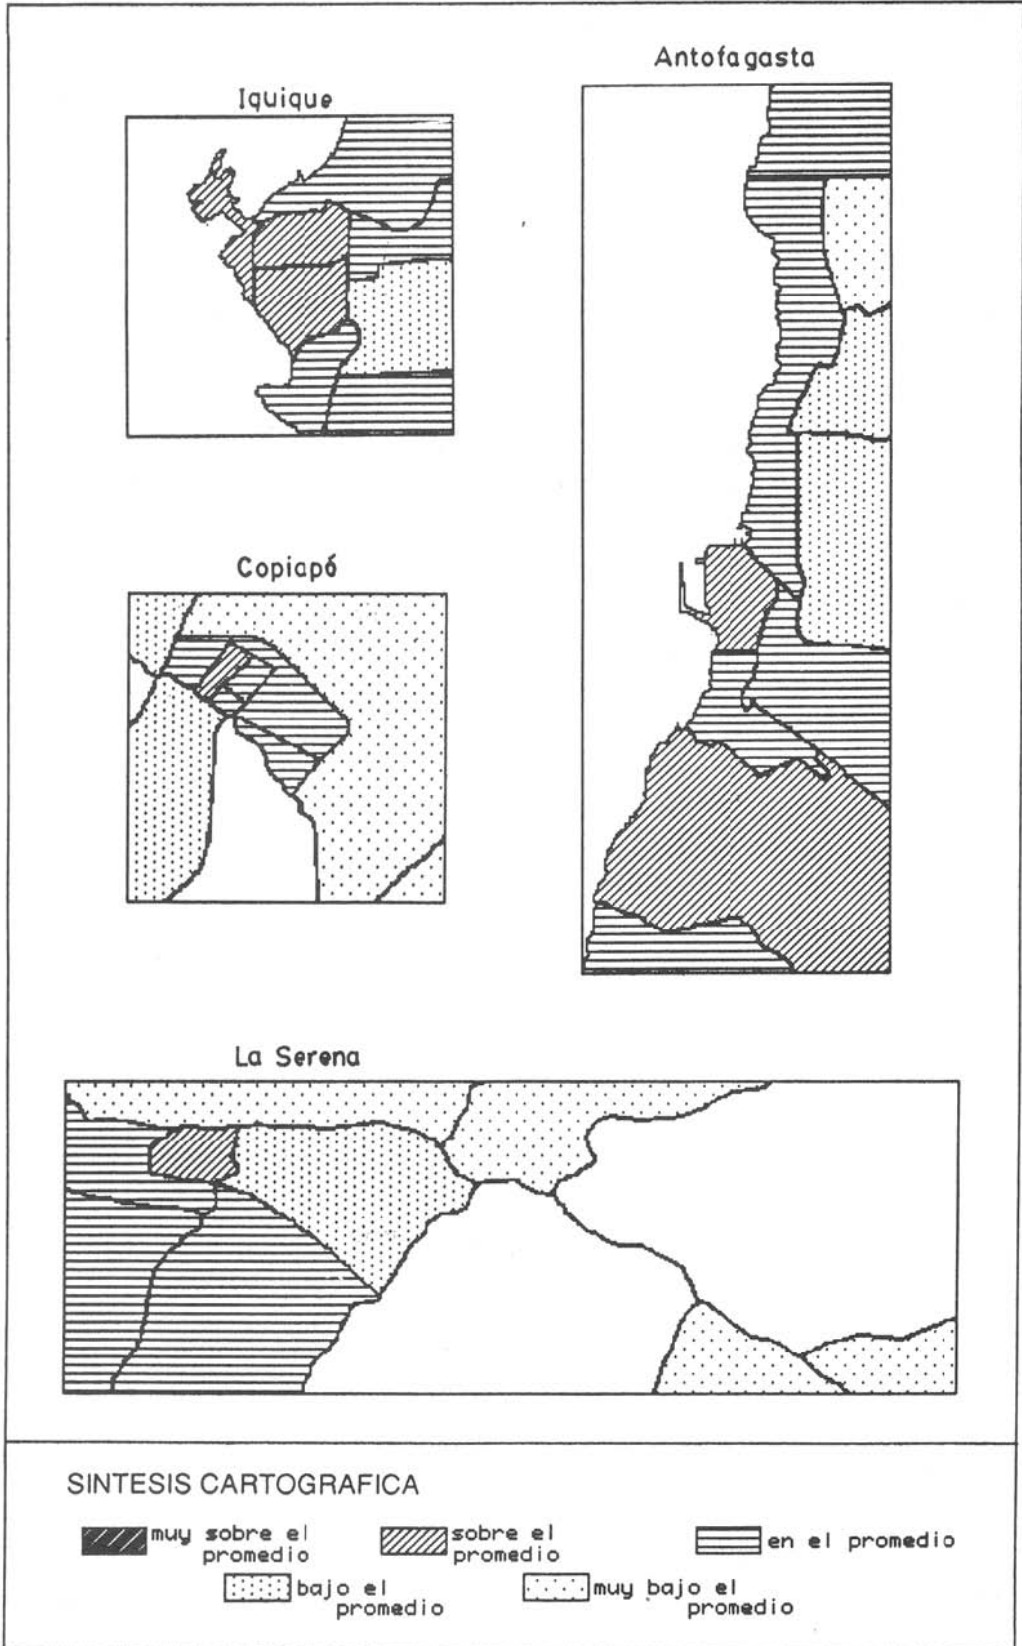 Antofagasta
Iquique
Copiapó
La Serena
SINTESIS CARTOGRAFICA
muy sobre el promedio
sobre el promedio
en el promedio
bajo el promedio
muy bajo el promedio